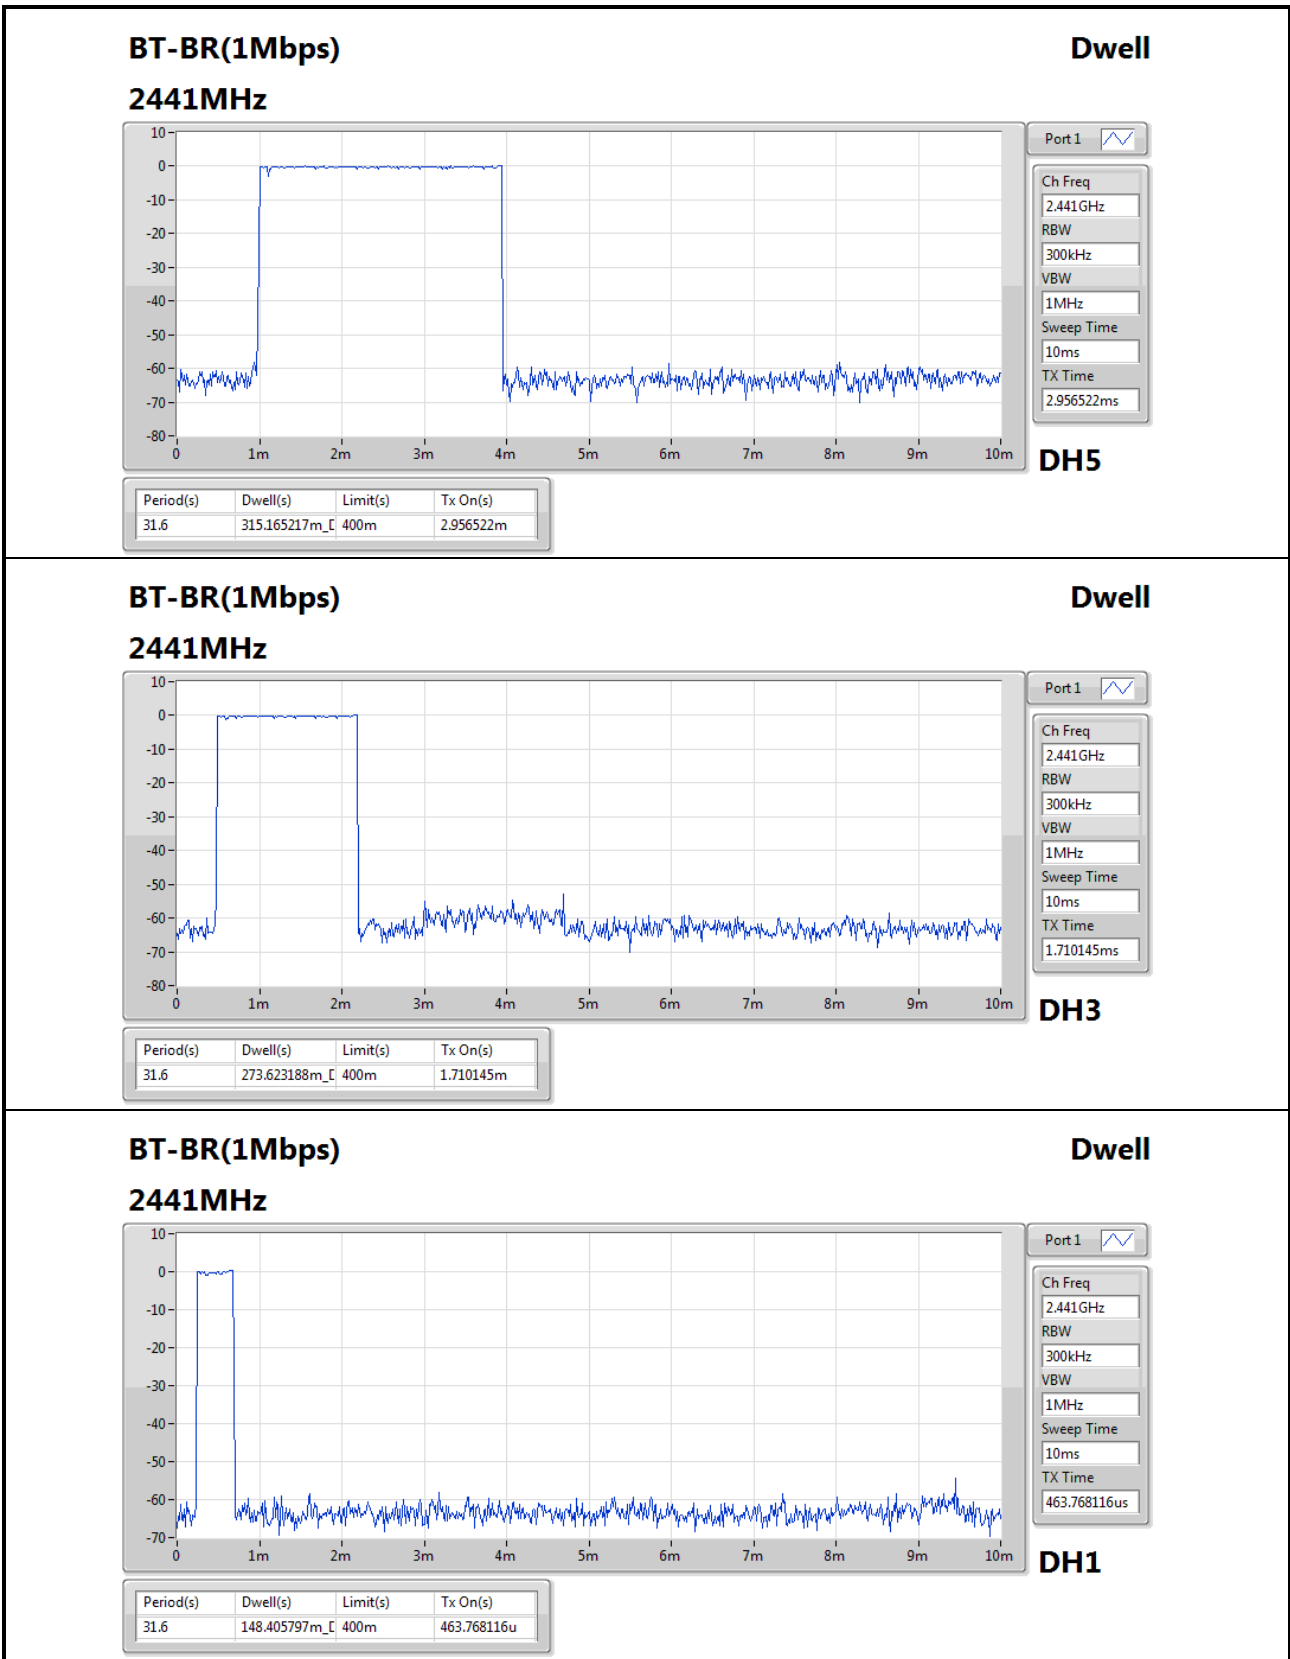 BT-BR(1Mbps) Dwell
2441MHz
10
0
-10
-20
-30
-40
-50
-60
-70
-80
0 1m 2m 3m 4m 5m 6m 7m 8m 9m 10m
Port 1
Ch Freq
2.441GHz
RBW
300kHz
VBW
1MHz
Sweep Time
10ms
TX Time
2.956522ms
DH5
Period(s) Dwell(s) Limit(s) Tx On(s)
31.6 315.165217m_ 400m 2.956522m
BT-BR(1Mbps) Dwell
2441MHz
10
0
-10
-20
-30
-40
-50
-60
-70
-80
0 1m 2m 3m 4m 5m 6m 7m 8m 9m 10m
Port 1
Ch Freq
2.441GHz
RBW
300kHz
VBW
1MHz
Sweep Time
10ms
TX Time
1.710145ms
DH3
Period(s) Dwell(s) Limit(s) Tx On(s)
31.6 273.623188m_ 400m 1.710145m
BT-BR(1Mbps) Dwell
2441MHz
10
0
-10
-20
-30
-40
-50
-60
-70
0 1m 2m 3m 4m 5m 6m 7m 8m 9m 10m
Port 1
Ch Freq
2.441GHz
RBW
300kHz
VBW
1MHz
Sweep Time
10ms
TX Time
463.768116us
DH1
Period(s) Dwell(s) Limit(s) Tx On(s)
31.6 148.405797m_ 400m 463.768116u